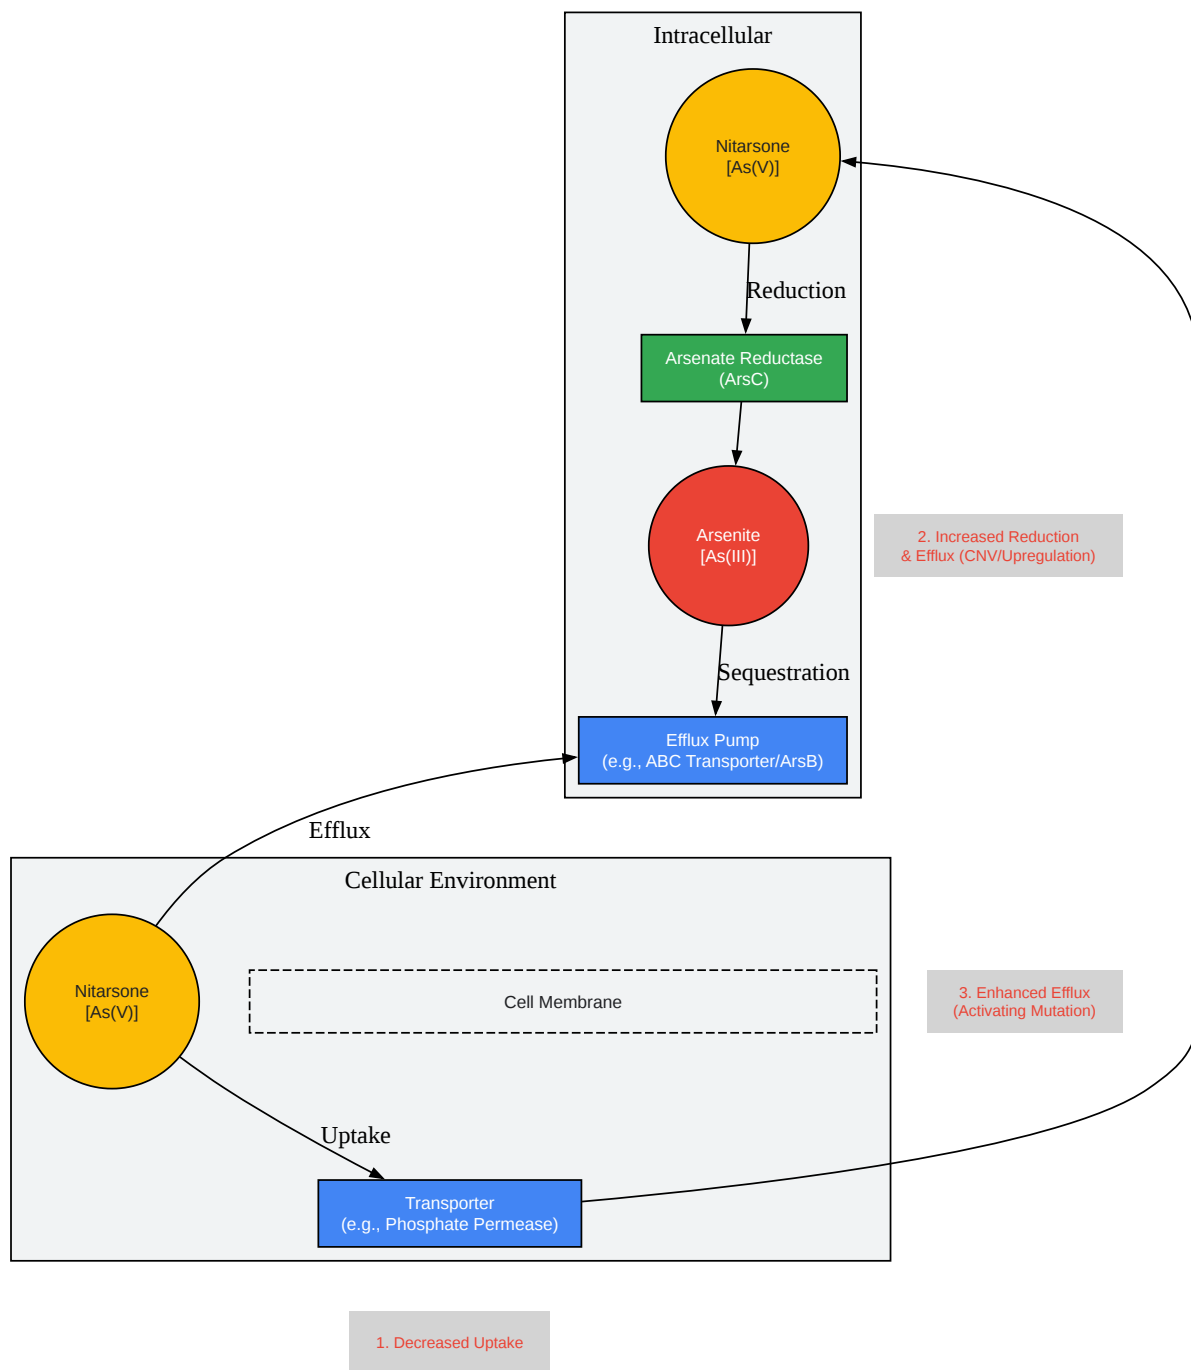 Intracellular
Nitarsone
[As(V)]
Reduction
Arsenate Reductase
(ArsC)
Arsenite
[As(III)]
2. Increased Reduction
& Efflux (CNV/Upregulation)
Sequestration
Efflux Pump
(e.g., ABC Transporter/ArsB)
Efflux
Cellular Environment
Nitarsone
[As(V)]
Cell Membrane
3. Enhanced Efflux
(Activating Mutation)
Uptake
Transporter
(e.g., Phosphate Permease)
1. Decreased Uptake